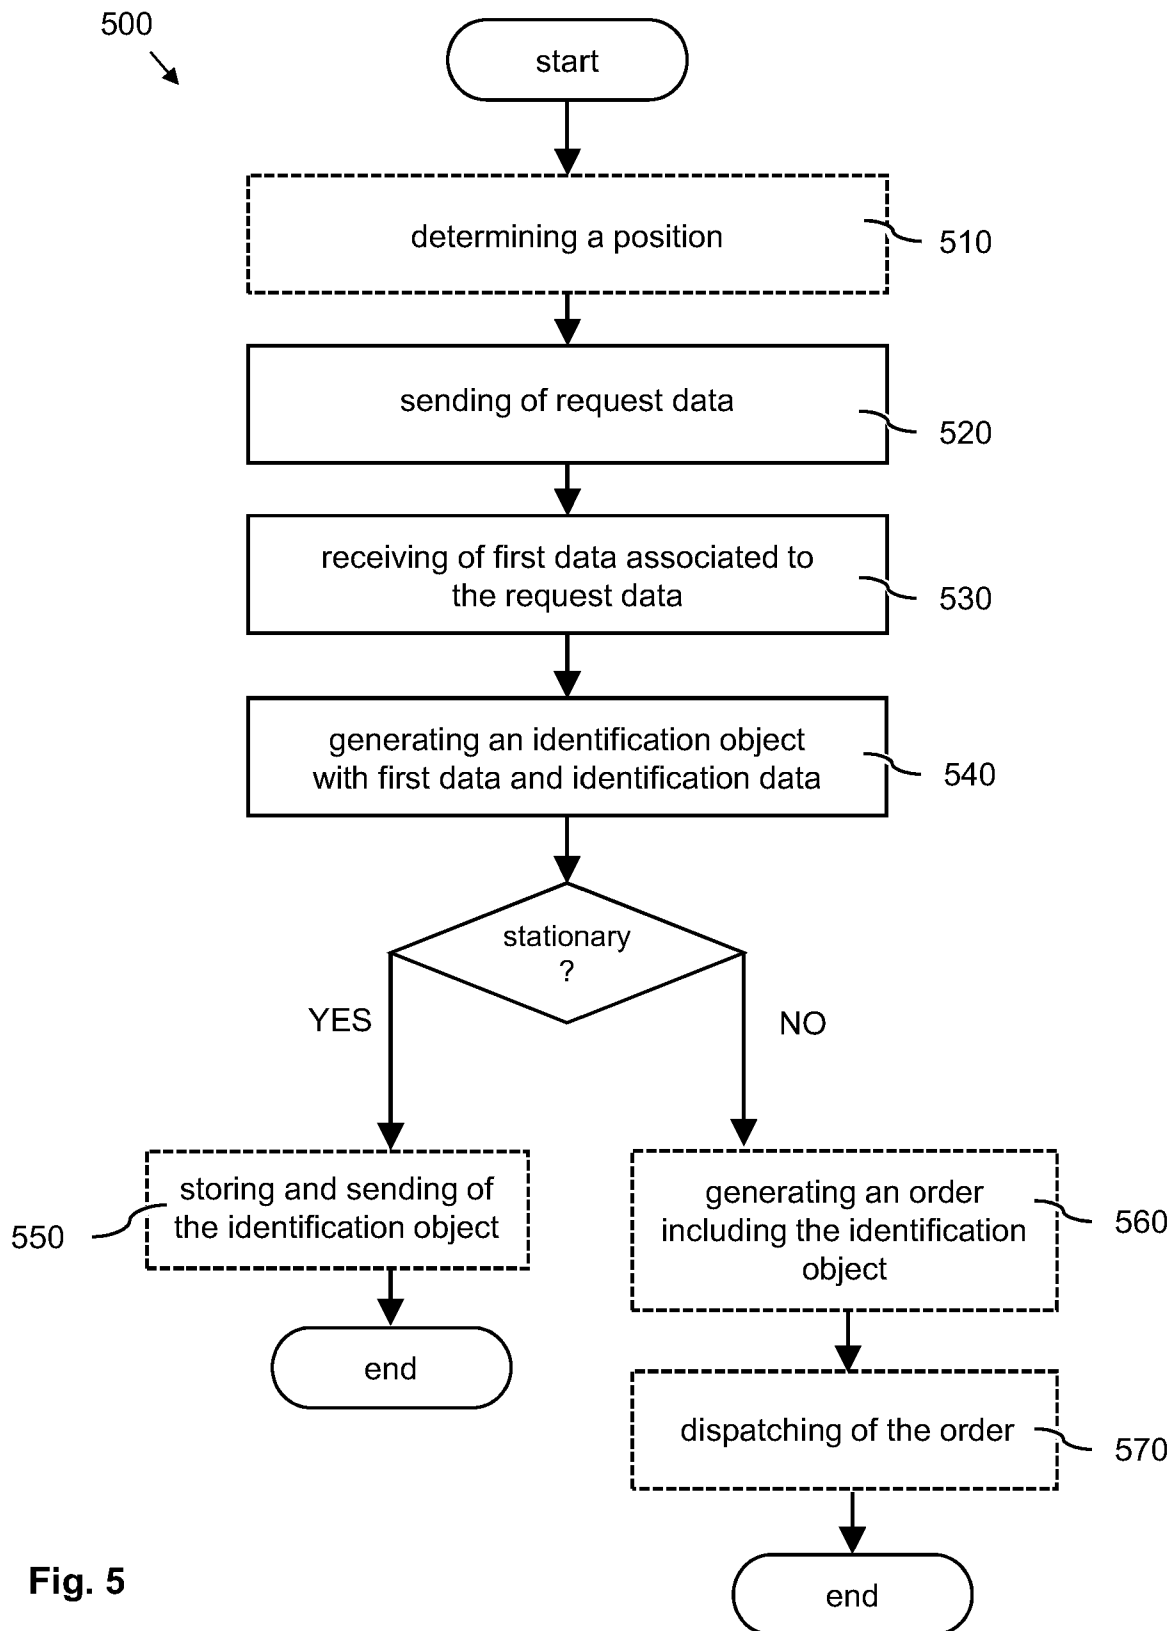 500
start
determining a position
510
sending of request data
520
receiving of first data associated to
the request data
530
generating an identification object
with first data and identification data
540
stationary
?
YES
NO
storing and sending of
the identification object
550
generating an order
including the identification
object
560
end
dispatching of the order
570
end
Fig. 5